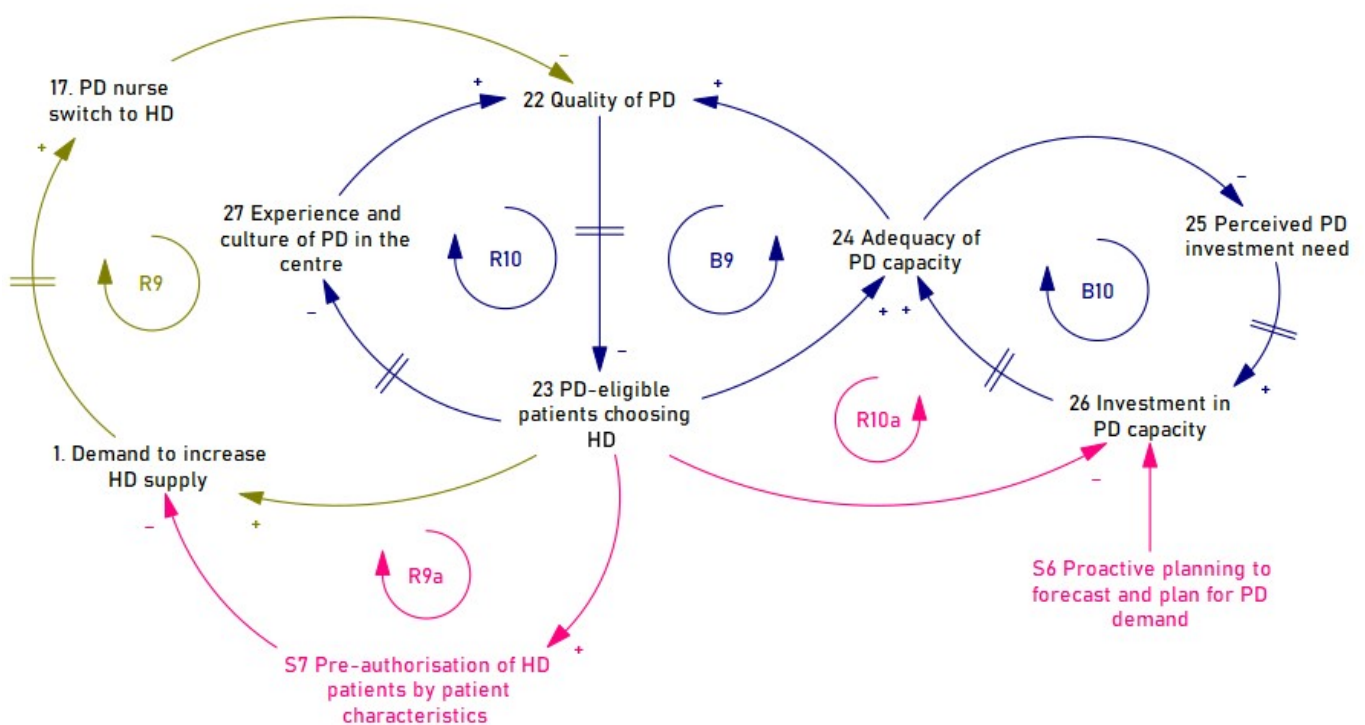 17. PD nurse
switch to HD
−
+
22 Quality of PD
+
+
27 Experience and
culture of PD in the
centre
−
R9
R10
B9
24 Adequacy of
PD capacity
+ +
B10
−
25 Perceived PD
investment need
+
−
23 PD-eligible
patients choosing
HD
R10a
26 Investment in
PD capacity
−
1. Demand to increase
HD supply
−
+
R9a
S6 Proactive planning to
forecast and plan for PD
demand
S7 Pre-authorisation of HD
patients by patient
characteristics
+